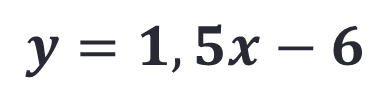 y = 1,5x − 6